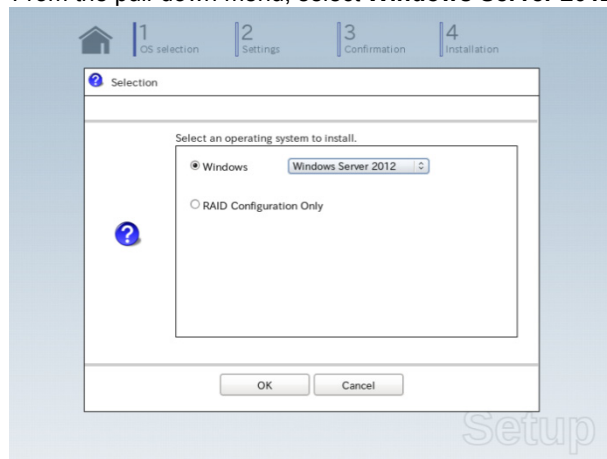 From the pull down menu, select Windows Server 2012
1
OS selection
2
Settings
3
Confirmation
4
Installation
Selection
Select an operating system to install.
Windows
Windows Server 2012
RAID Configuration Only
OK
Cancel
Setup